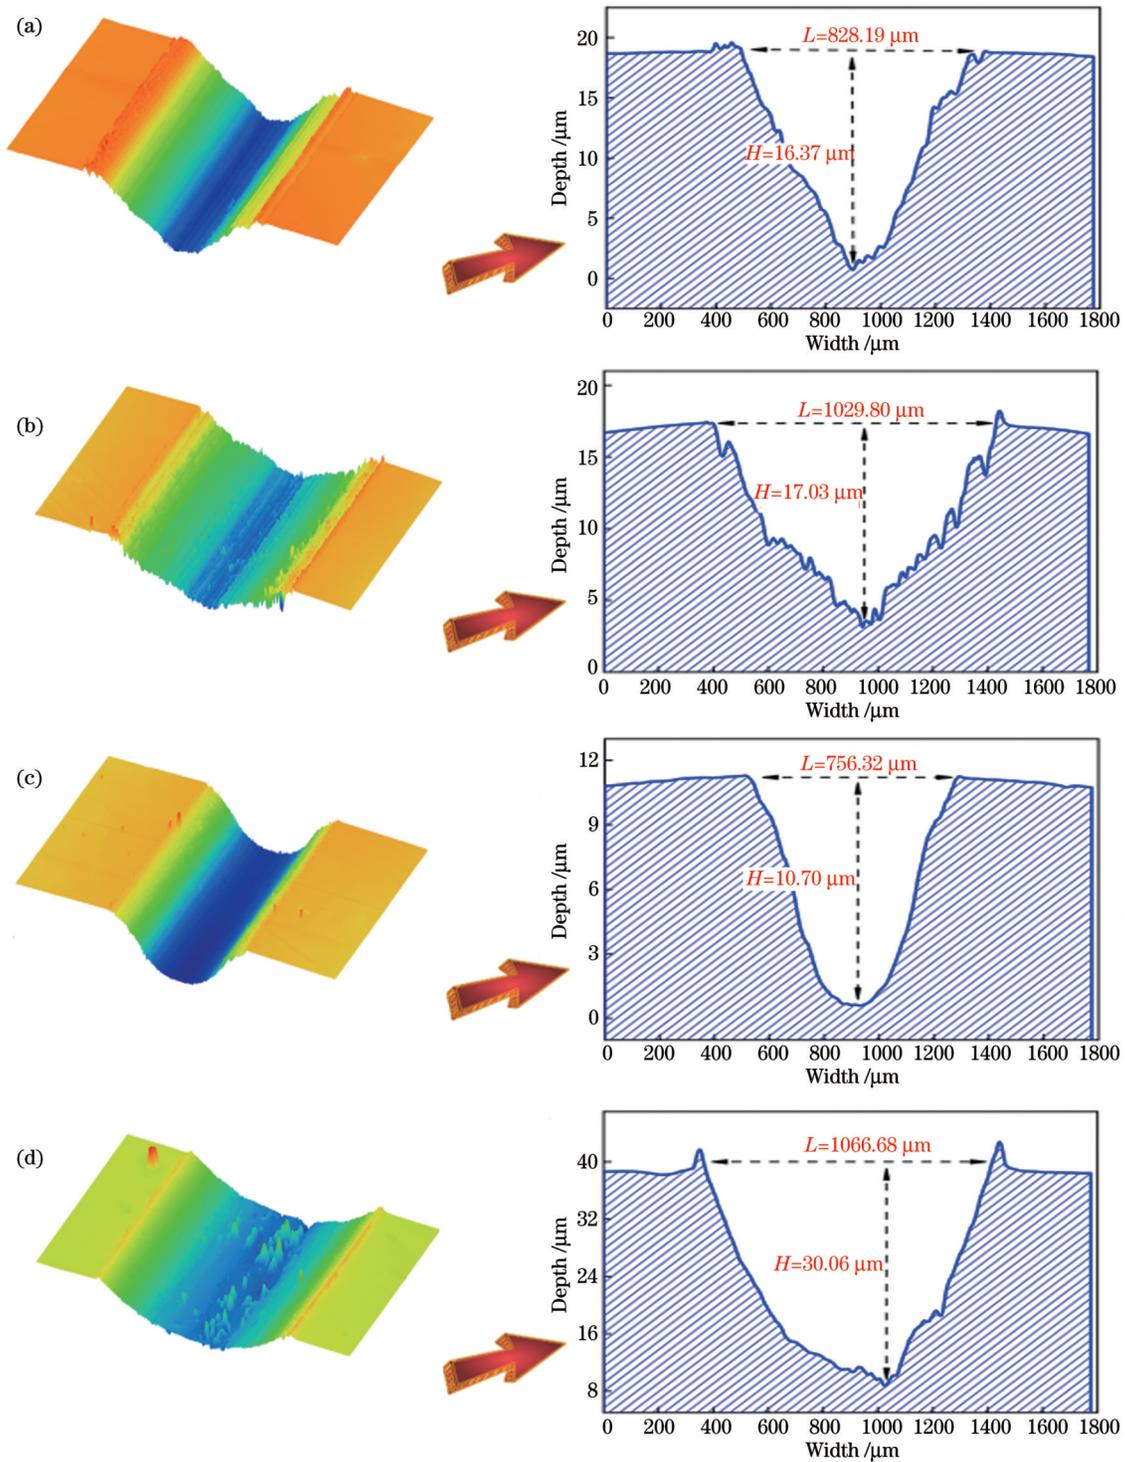 (a)
L=828.19 μm
H=16.37 μm
Depth /μm
20
15
10
5
0
0 200 400 600 800 1000 1200 1400 1600 1800
Width /μm
(b)
L=1029.80 μm
H=17.03 μm
Depth /μm
20
15
10
5
0
0 200 400 600 800 1000 1200 1400 1600 1800
Width /μm
(c)
L=756.32 μm
H=10.70 μm
Depth /μm
12
9
6
3
0
0 200 400 600 800 1000 1200 1400 1600 1800
Width /μm
(d)
L=1066.68 μm
H=30.06 μm
Depth /μm
40
32
24
16
8
0 200 400 600 800 1000 1200 1400 1600 1800
Width /μm